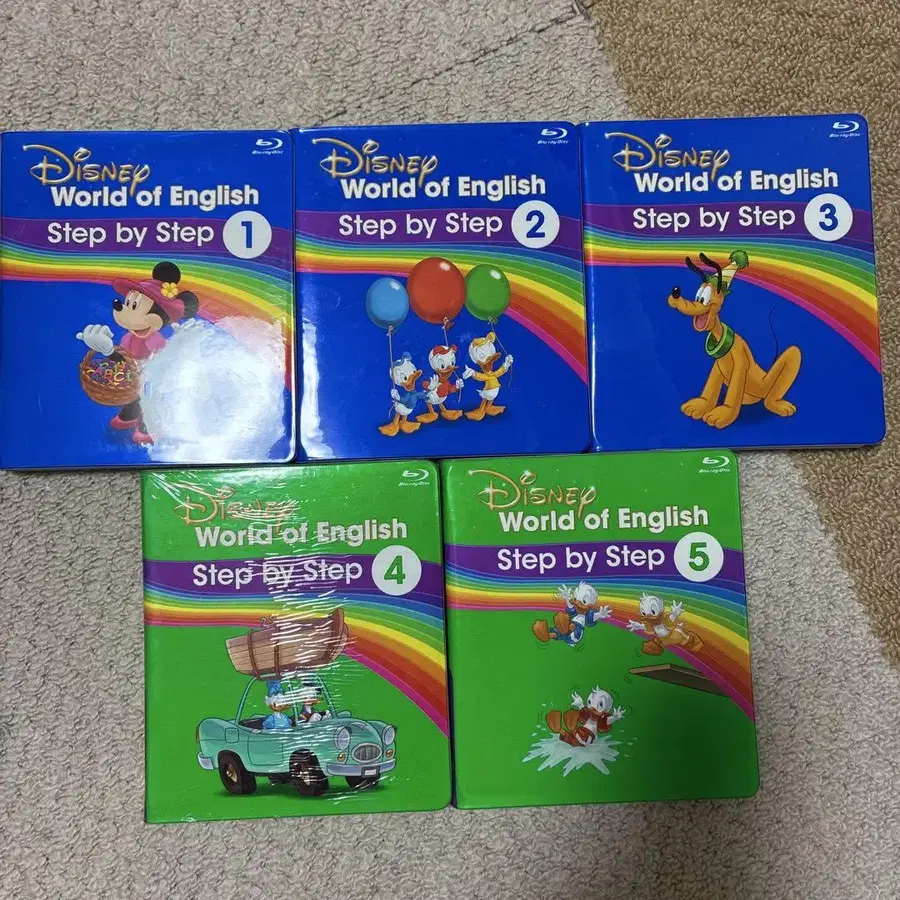 Blu-ray Disc
DISNEY
World of English
Step by Step 1
Blu-ray Disc
DISNEY
World of English
Step by Step 2
Blu-ray Disc
DISNEY
World of English
Step by Step 3
Blu-ray Disc
DISNEY
World of English
Step by Step 4
Blu-ray Disc
DISNEY
World of English
Step by Step 5